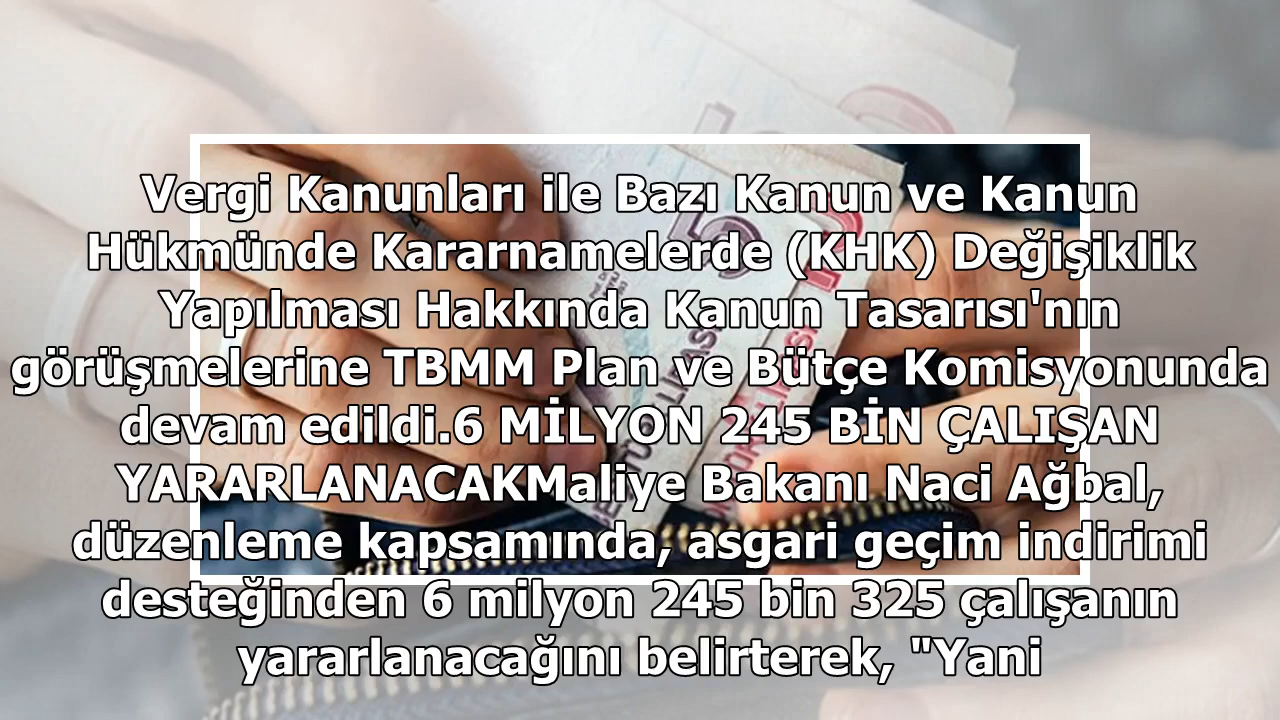 Vergi Kanunları ile Bazı Kanun ve Kanun
Hükmünde Kararnamelerde (KHK) Değişiklik
Yapılması Hakkında Kanun Tasarısı'nın
görüşmelerine TBMM Plan ve Bütçe Komisyonunda
devam edildi.6 MİLYON 245 BİN ÇALIŞAN
YARARLANACAKMaliye Bakanı Naci Ağbal,
düzenleme kapsamında, asgari geçim indirimi
desteğinden 6 milyon 245 bin 325 çalışanın
yararlanacağını belirterek, "Yani